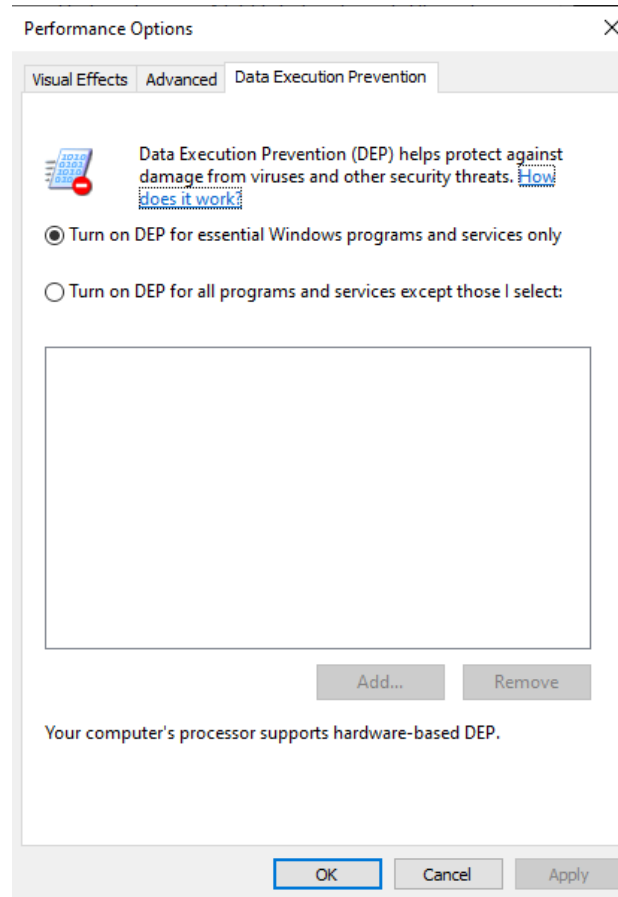 Performance Options
Visual Effects Advanced Data Execution Prevention
Data Execution Prevention (DEP) helps protect against
damage from viruses and other security threats. How
does it work?
Turn on DEP for essential Windows programs and services only
Turn on DEP for all programs and services except those I select:
Add... Remove
Your computer's processor supports hardware-based DEP.
OK Cancel Apply